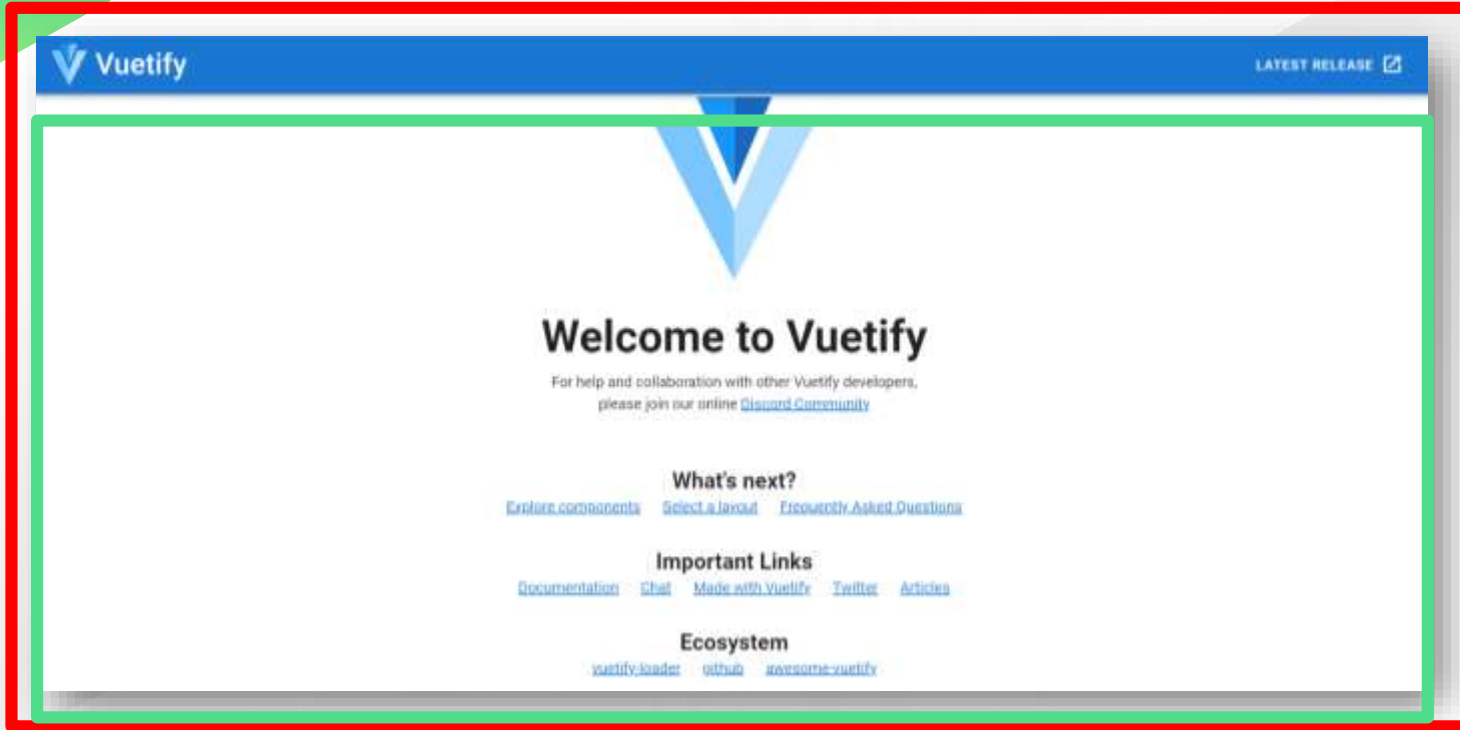 Vuetify
LATEST RELEASE
Welcome to Vuetify
For help and collaboration with other Vuetify developers,
please join our online Discord Community
What's next?
Explore components Select a layout Frequently Asked Questions
Important Links
Documentation Chat Made with Vuetify Twitter Articles
Ecosystem
vuetify-loader github awesome-vuetify